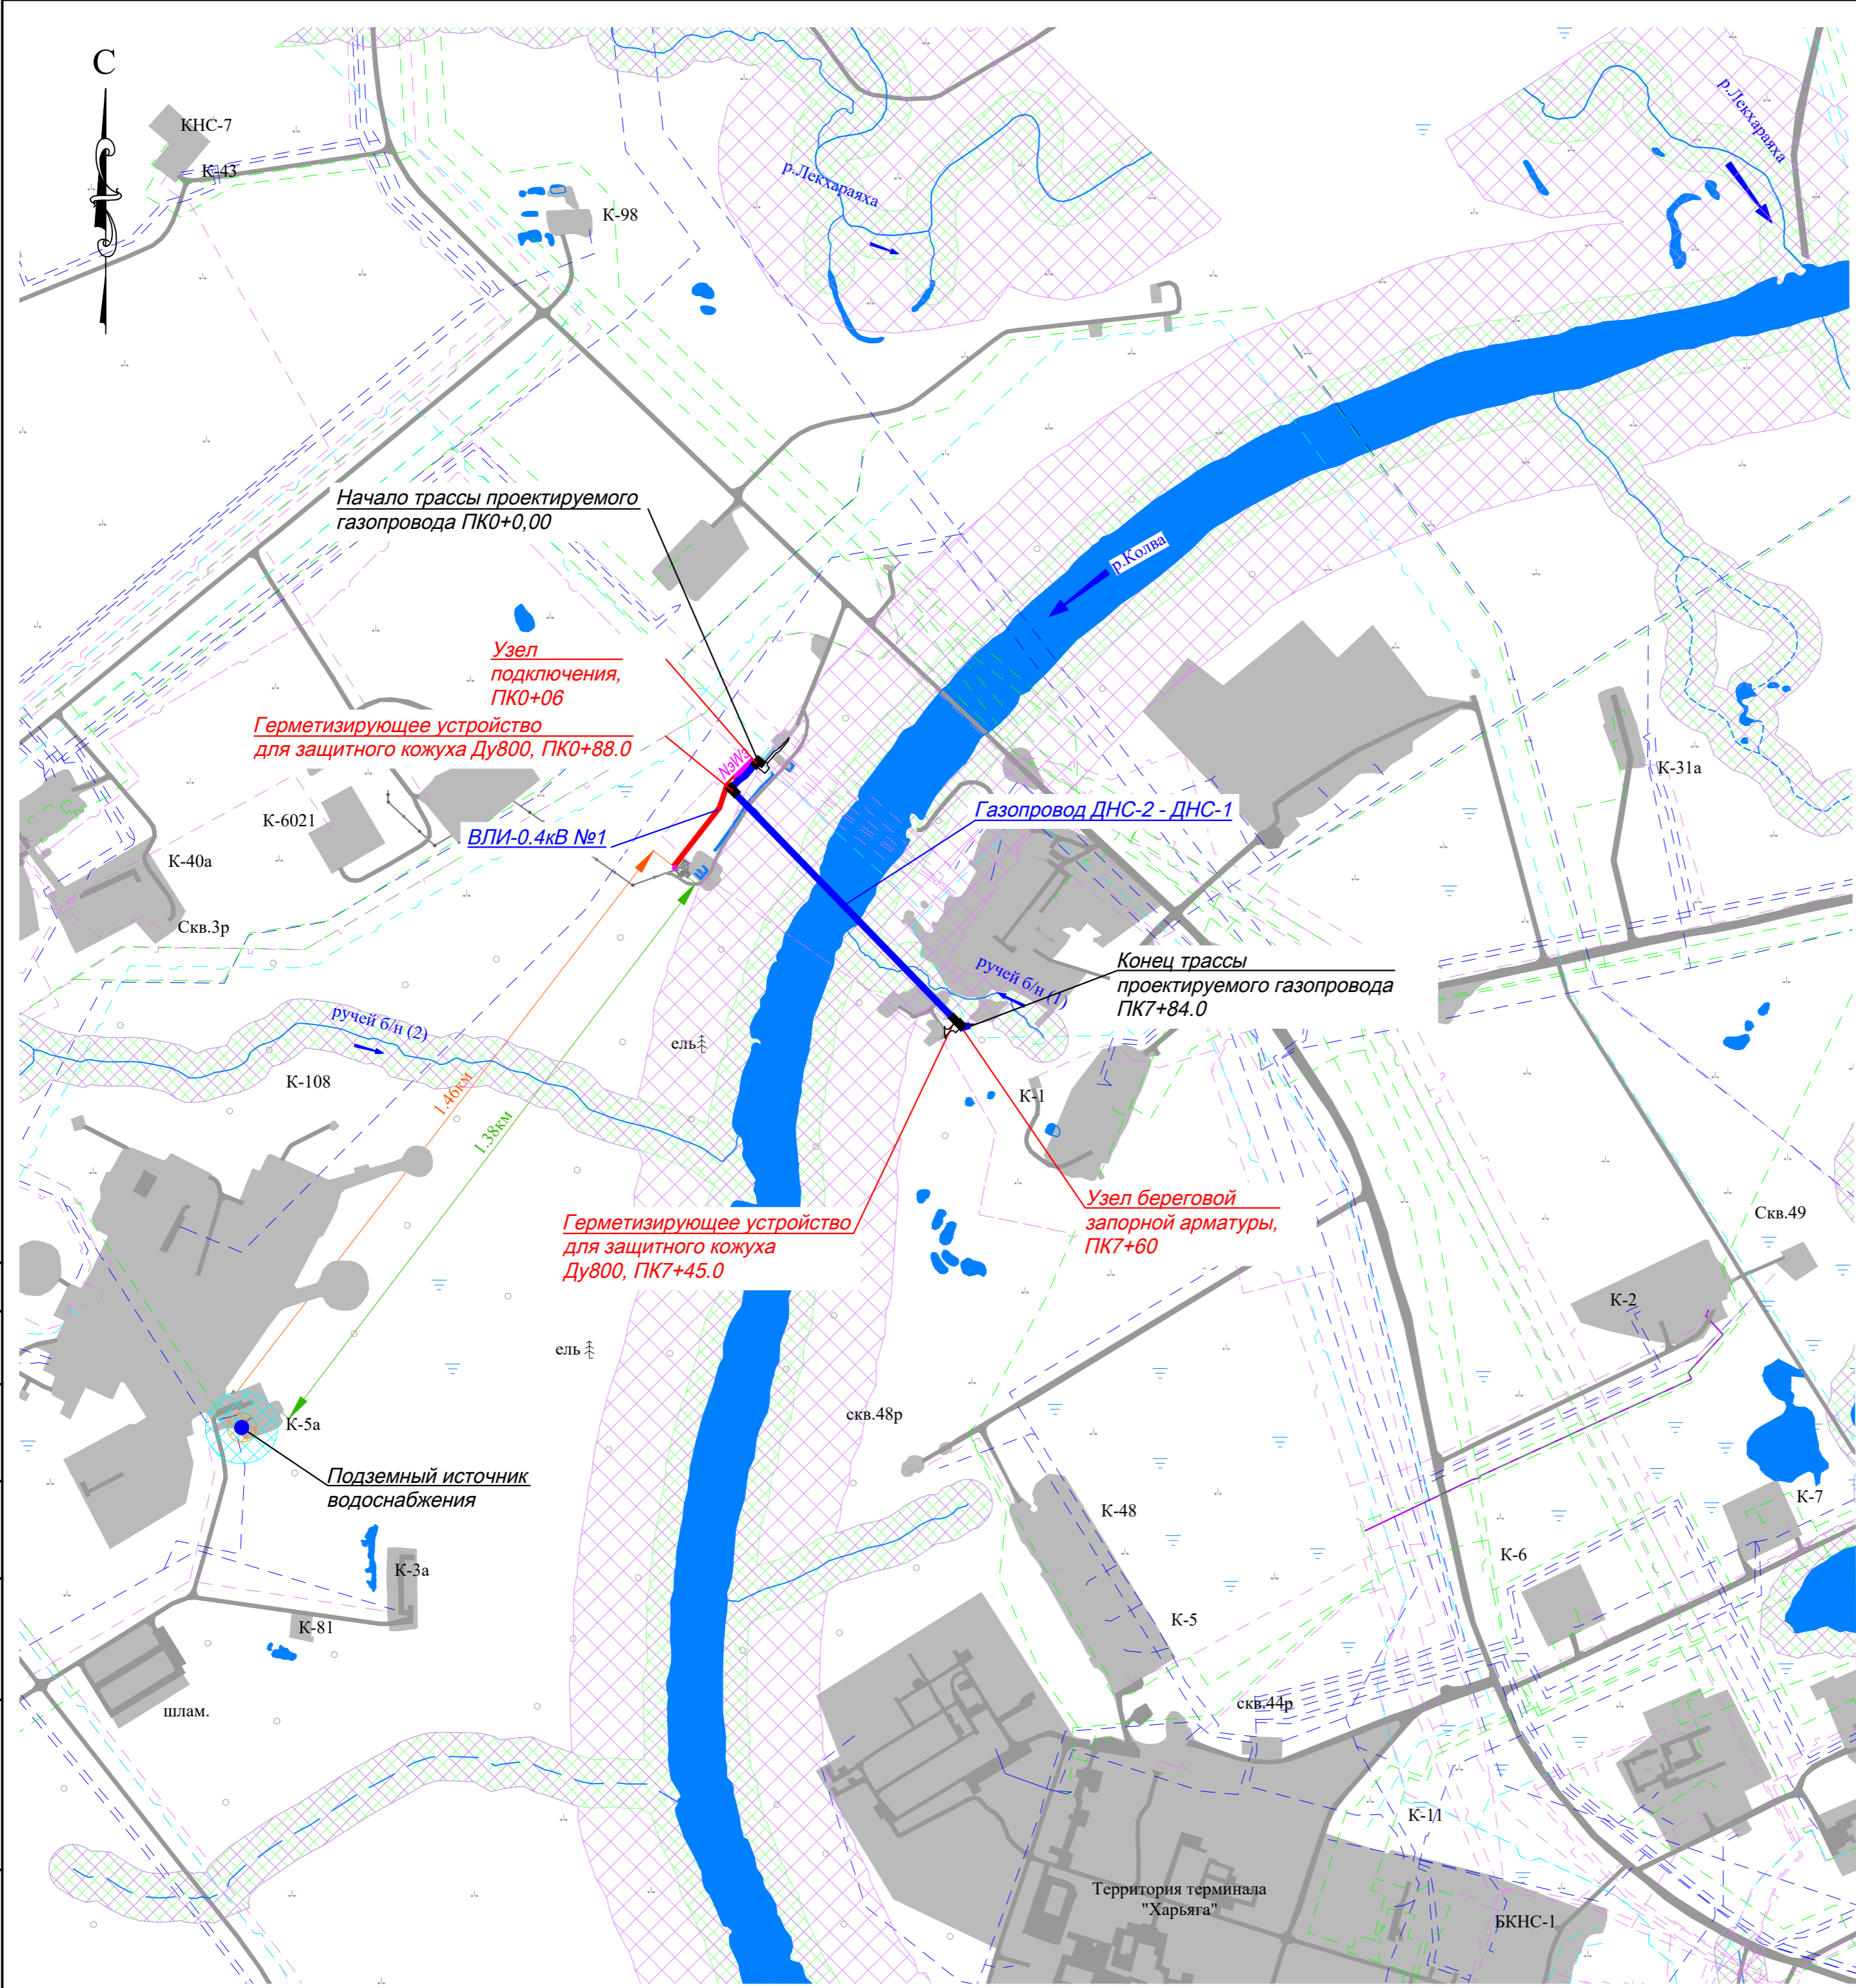 С
КНС-7
К-43
К-98
р.Лекхараяха
р.Лекхараяха
Начало трассы проектируемого
газопровода ПК0+0,00
р.Колва
Узел
подключения,
ПК0+06
Герметизирующее устройство
для защитного кожуха Ду800, ПК0+88.0
К-31а
К-6021
ВЛИ-0.4кВ №1
Газопровод ДНС-2 - ДНС-1
К-40а
Скв.3р
Конец трассы
проектируемого газопровода
ПК7+84.0
ручей б/н (1)
ручей б/н (2)
ель
К-108
К-1
1.46км
1.38км
Узел береговой
запорной арматуры,
ПК7+60
Герметизирующее устройство
для защитного кожуха
Ду800, ПК7+45.0
Скв.49
К-2
ель
скв.48р
К-5а
Подземный источник
водоснабжения
К-48
К-7
К-6
К-3а
К-81
К-5
шлам.
скв.44р
К-11
Территория терминала
"Харьяга"
БКНС-1